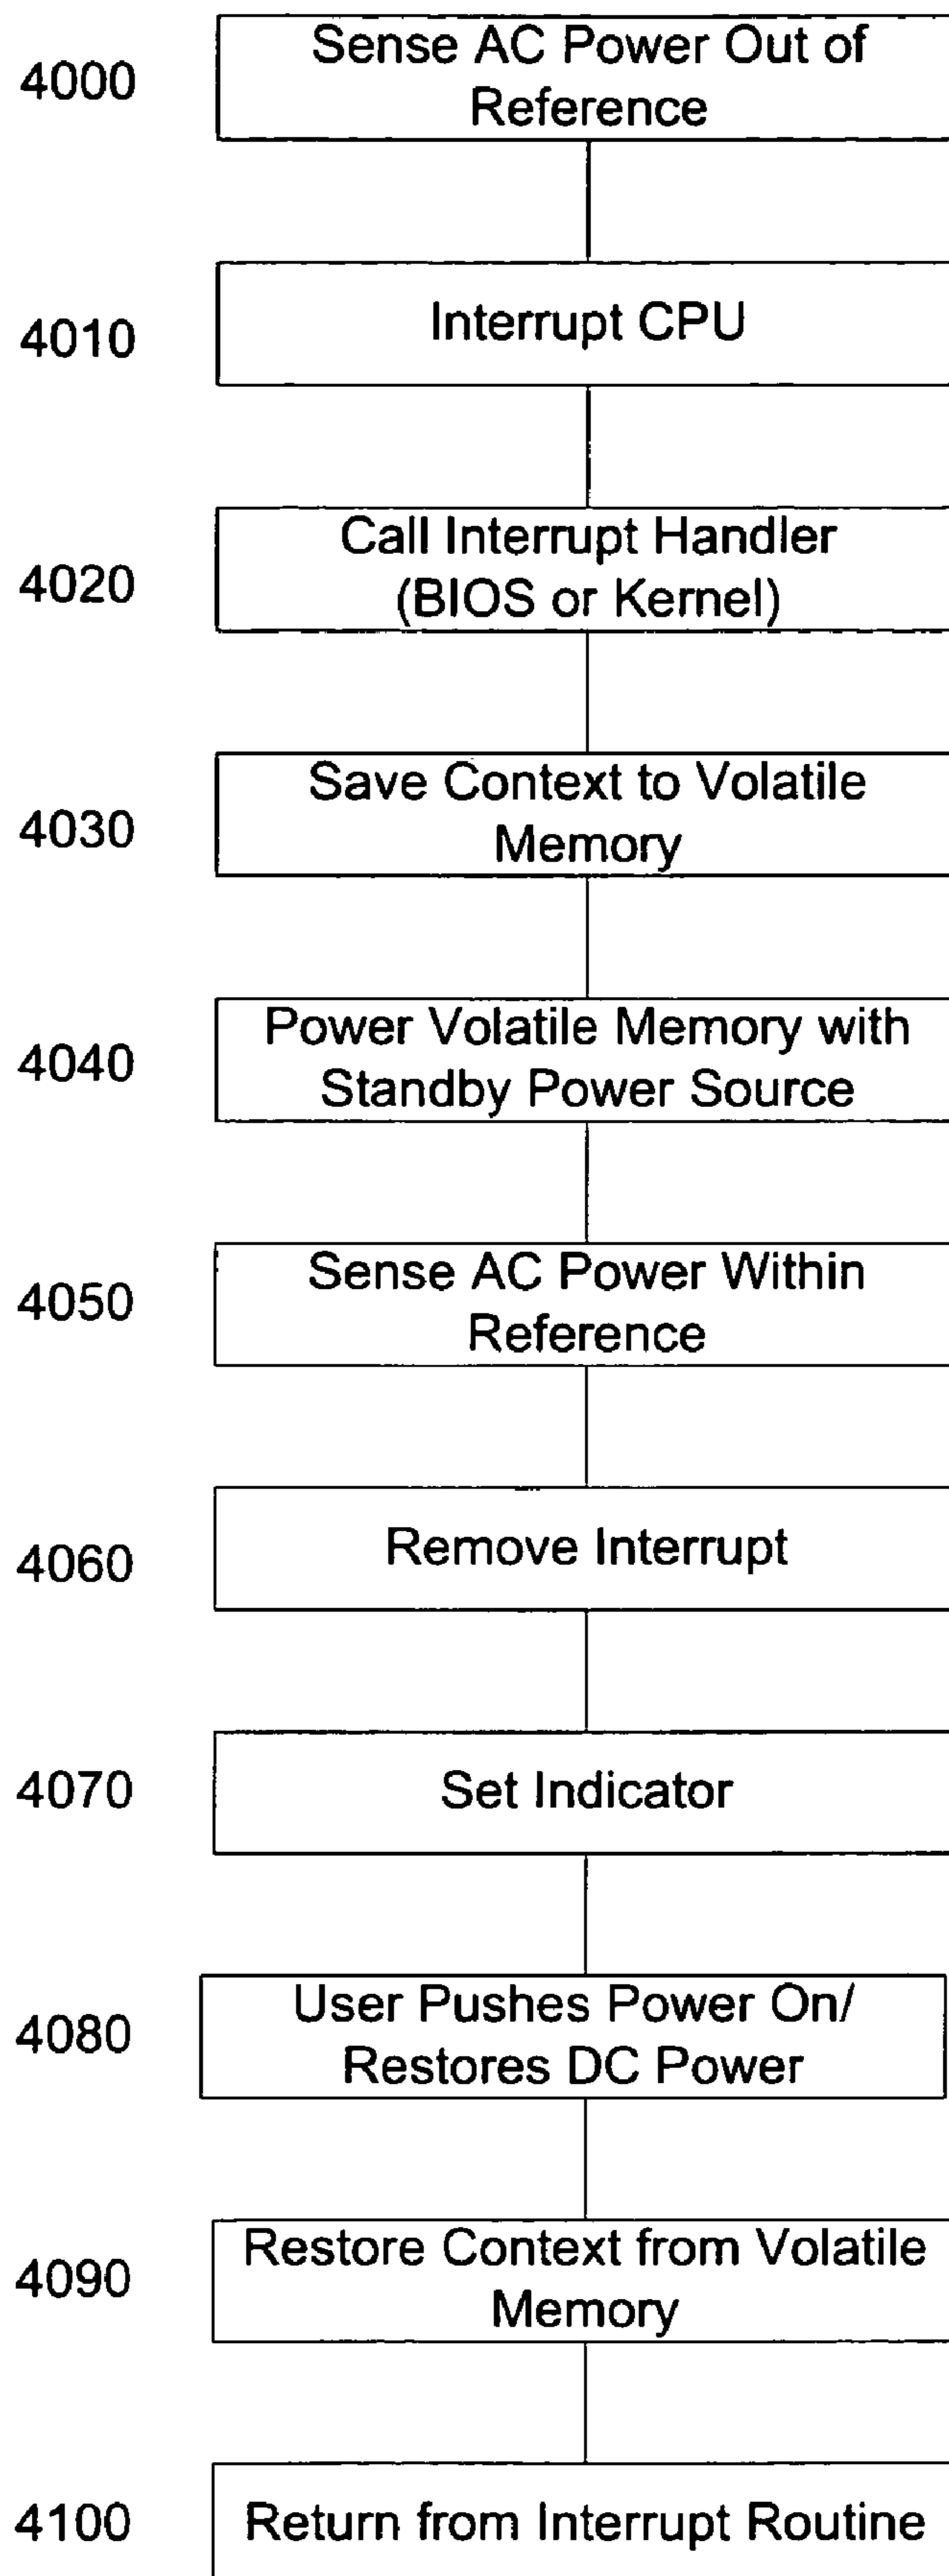 4000
Sense AC Power Out of
Reference
4010
Interrupt CPU
4020
Call Interrupt Handler
(BIOS or Kernel)
4030
Save Context to Volatile
Memory
4040
Power Volatile Memory with
Standby Power Source
4050
Sense AC Power Within
Reference
4060
Remove Interrupt
4070
Set Indicator
4080
User Pushes Power On/
Restores DC Power
4090
Restore Context from Volatile
Memory
4100
Return from Interrupt Routine